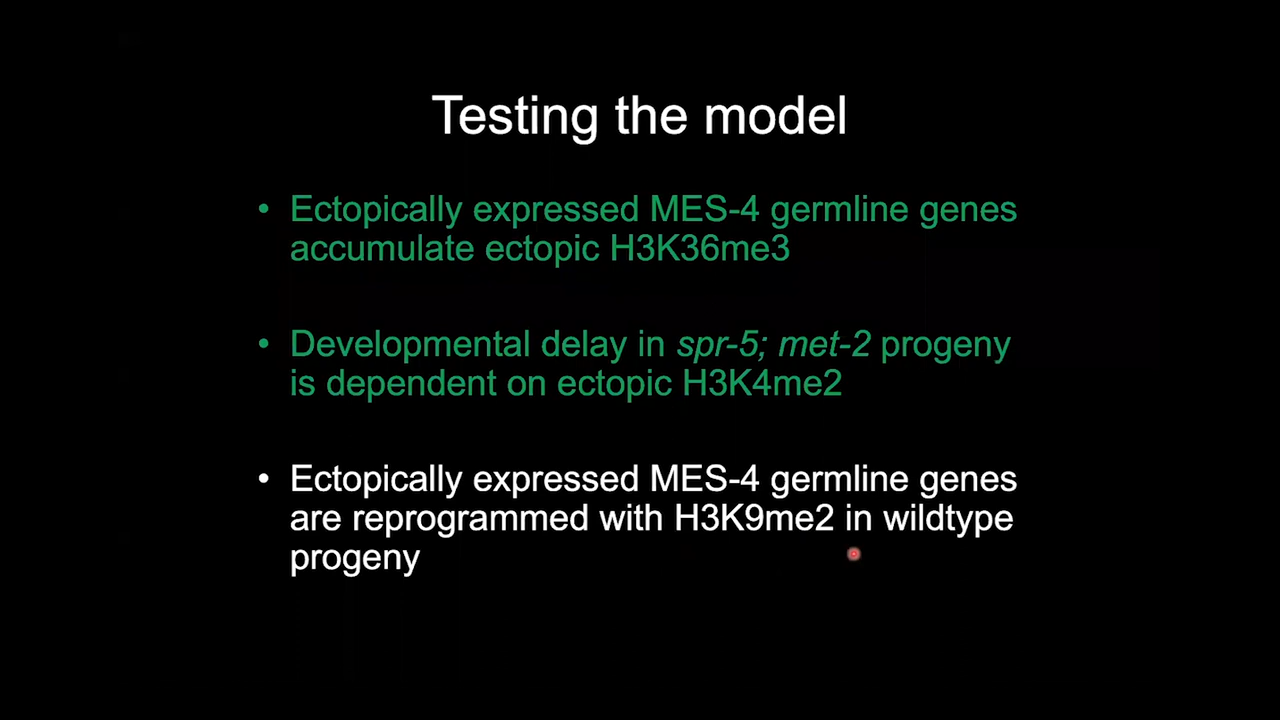 Testing the model
• Ectopically expressed MES-4 germline genes
accumulate ectopic H3K36me3
• Developmental delay in spr-5; met-2 progeny
is dependent on ectopic H3K4me2
• Ectopically expressed MES-4 germline genes
are reprogrammed with H3K9me2 in wildtype
progeny